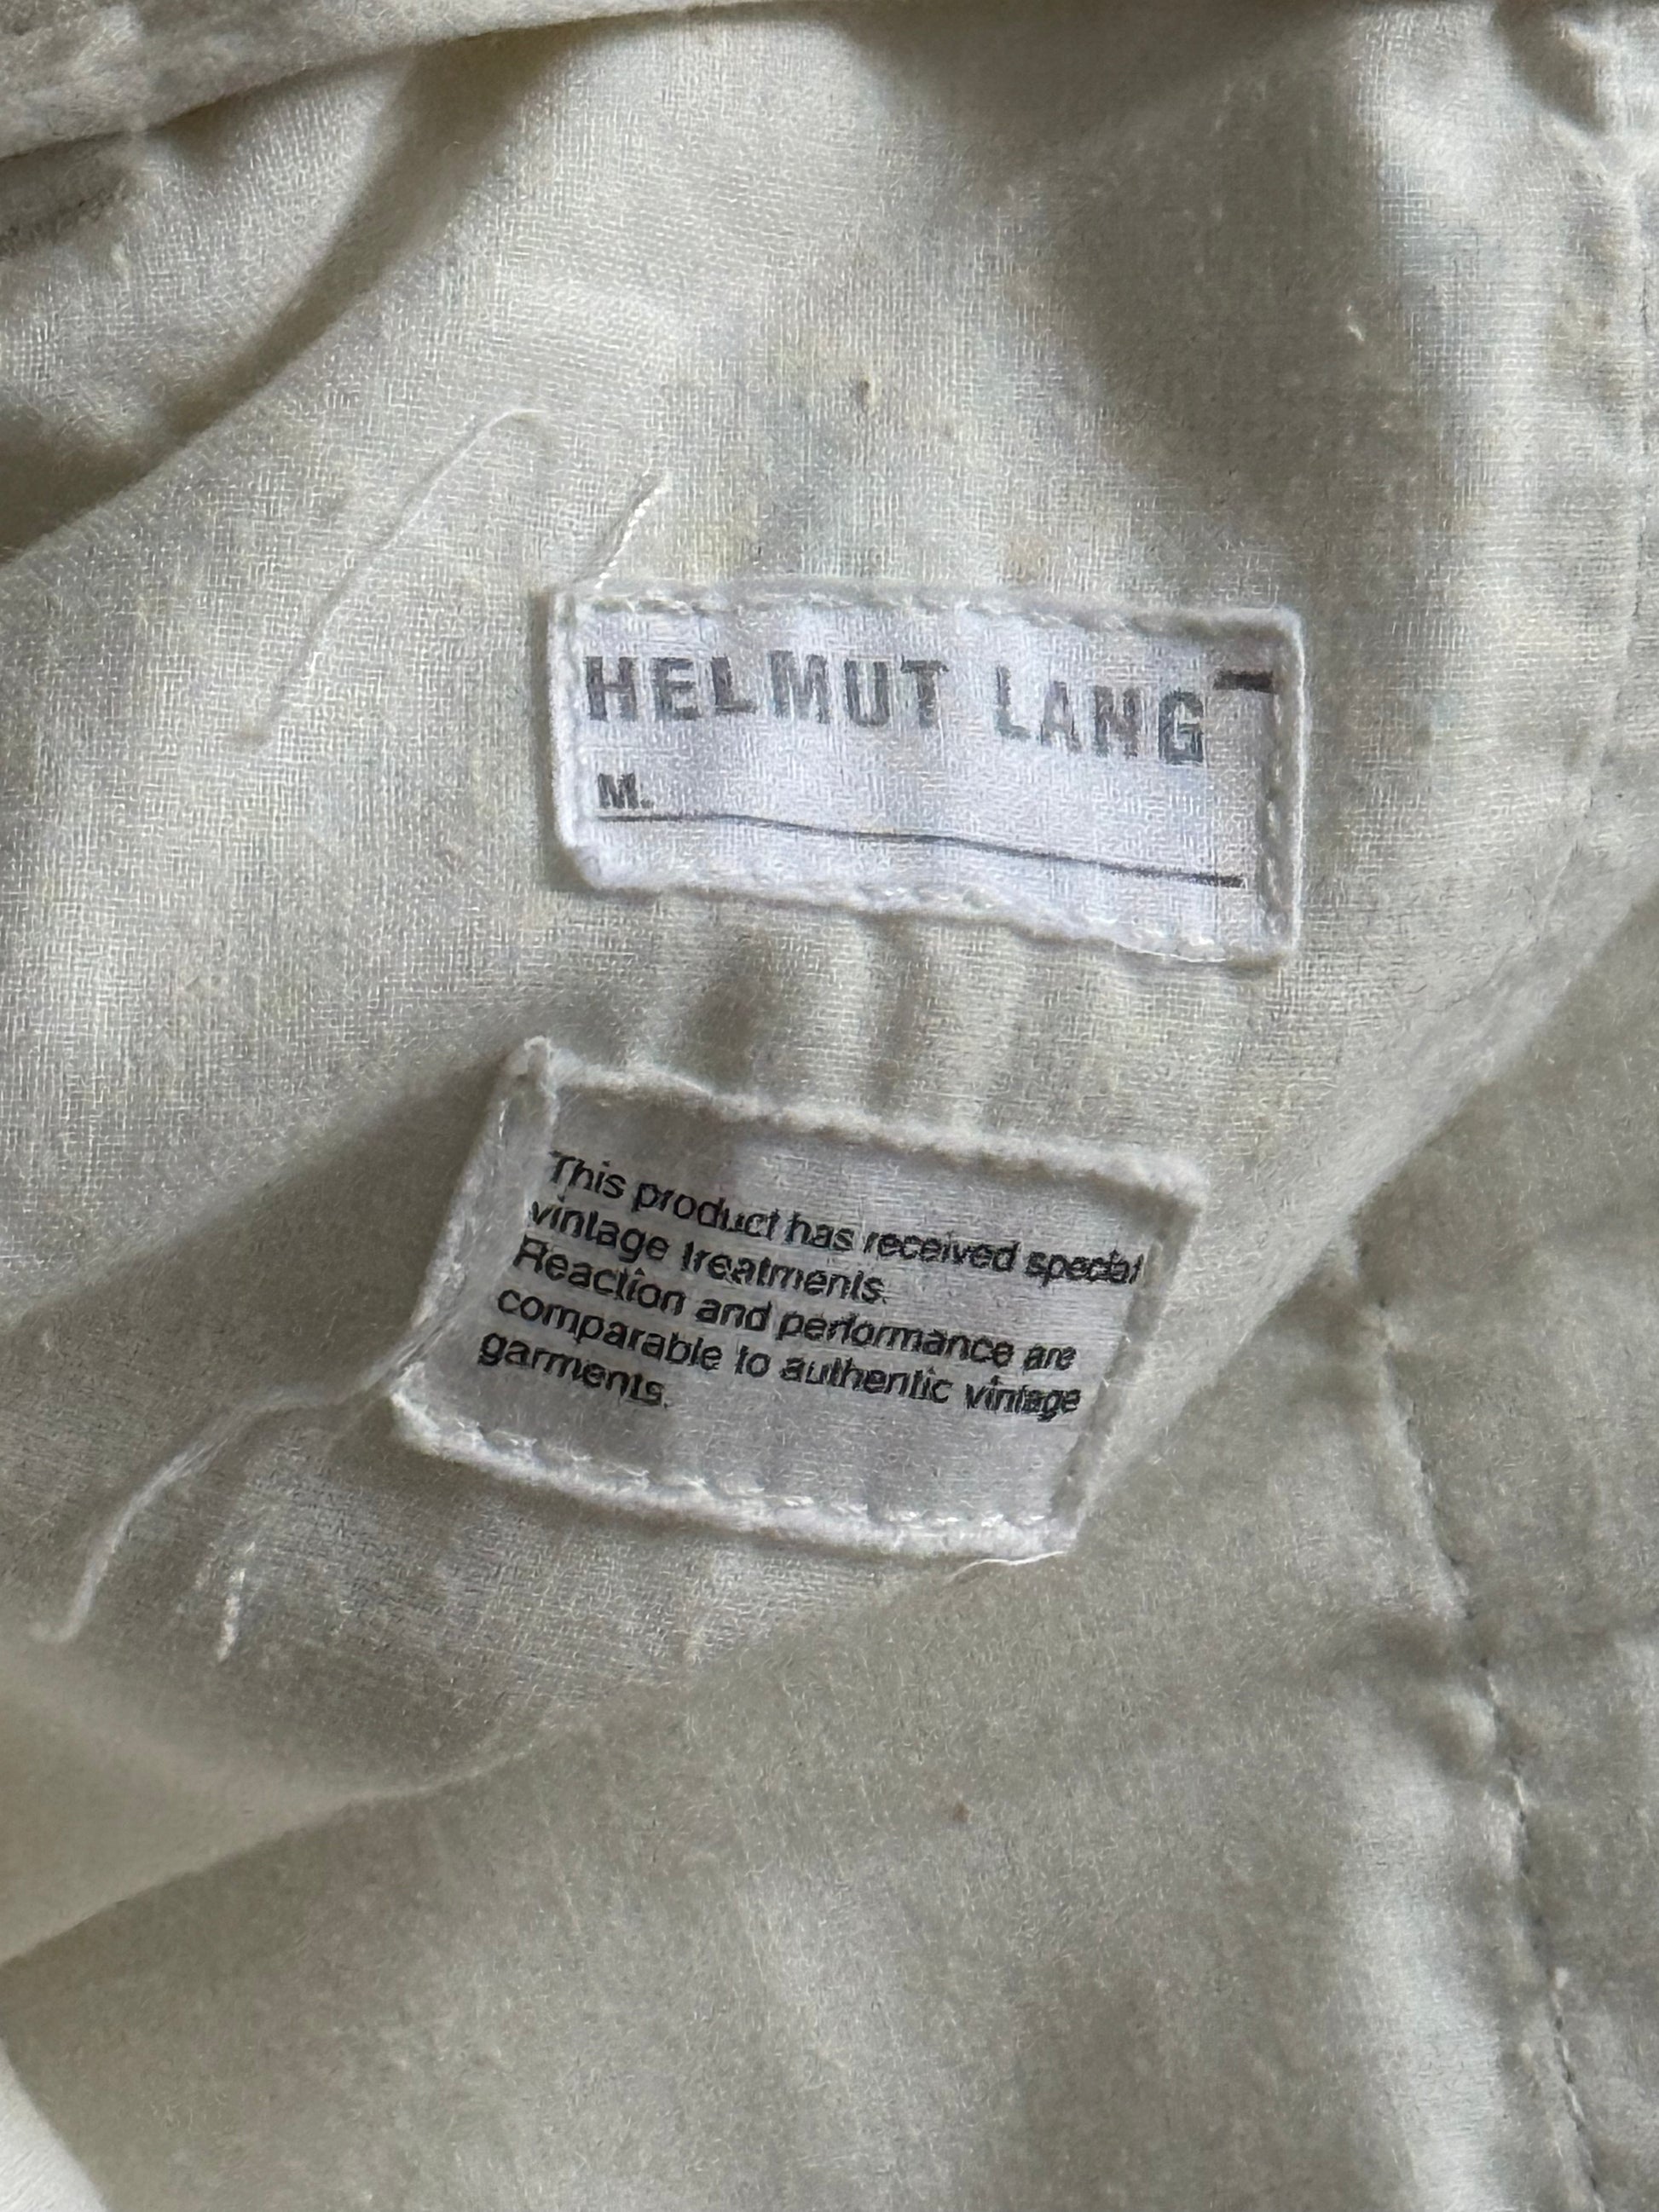 HELMUT LANG
M.
This product has received special
vintage treatments.
Reaction and performance are
comparable to authentic vintage
garments.